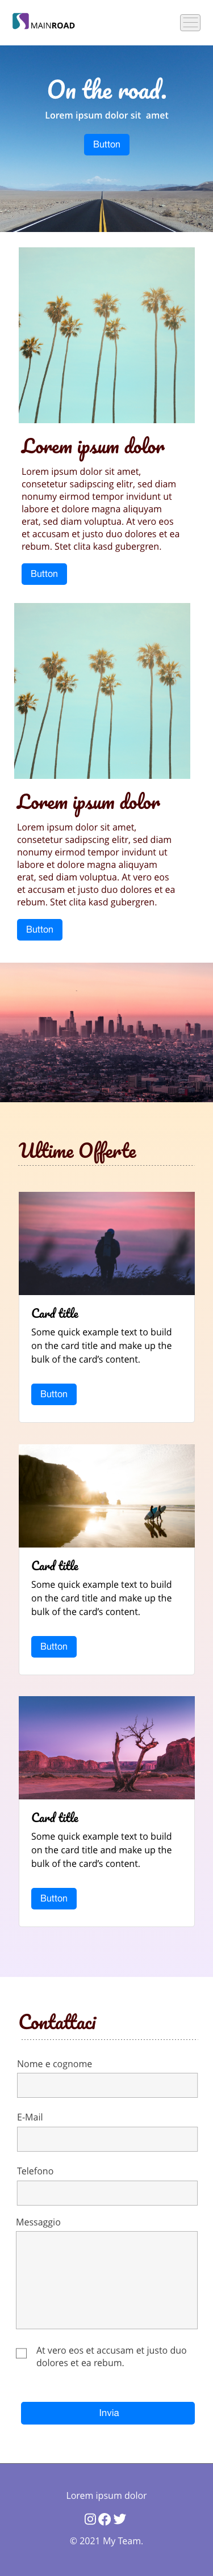 MAINROAD
On the road.
Lorem ipsum dolor sit amet
Button
Lorem ipsum dolor
Lorem ipsum dolor sit amet,
consetetur sadipscing elitr, sed diam
nonumy eirmod tempor invidunt ut
labore et dolore magna aliquyam
erat, sed diam voluptua. At vero eos
et accusam et justo duo dolores et ea
rebum. Stet clita kasd gubergren.
Button
Lorem ipsum dolor
Lorem ipsum dolor sit amet,
consetetur sadipscing elitr, sed diam
nonumy eirmod tempor invidunt ut
labore et dolore magna aliquyam
erat, sed diam voluptua. At vero eos
et accusam et justo duo dolores et ea
rebum. Stet clita kasd gubergren.
Button
Ultime Offerte
Card title
Some quick example text to build
on the card title and make up the
bulk of the card's content.
Button
Card title
Some quick example text to build
on the card title and make up the
bulk of the card's content.
Button
Card title
Some quick example text to build
on the card title and make up the
bulk of the card's content.
Button
Contattaci
Nome e cognome
E-Mail
Telefono
Messaggio
At vero eos et accusam et justo duo
dolores et ea rebum.
Invia
Lorem ipsum dolor
© 2021 My Team.